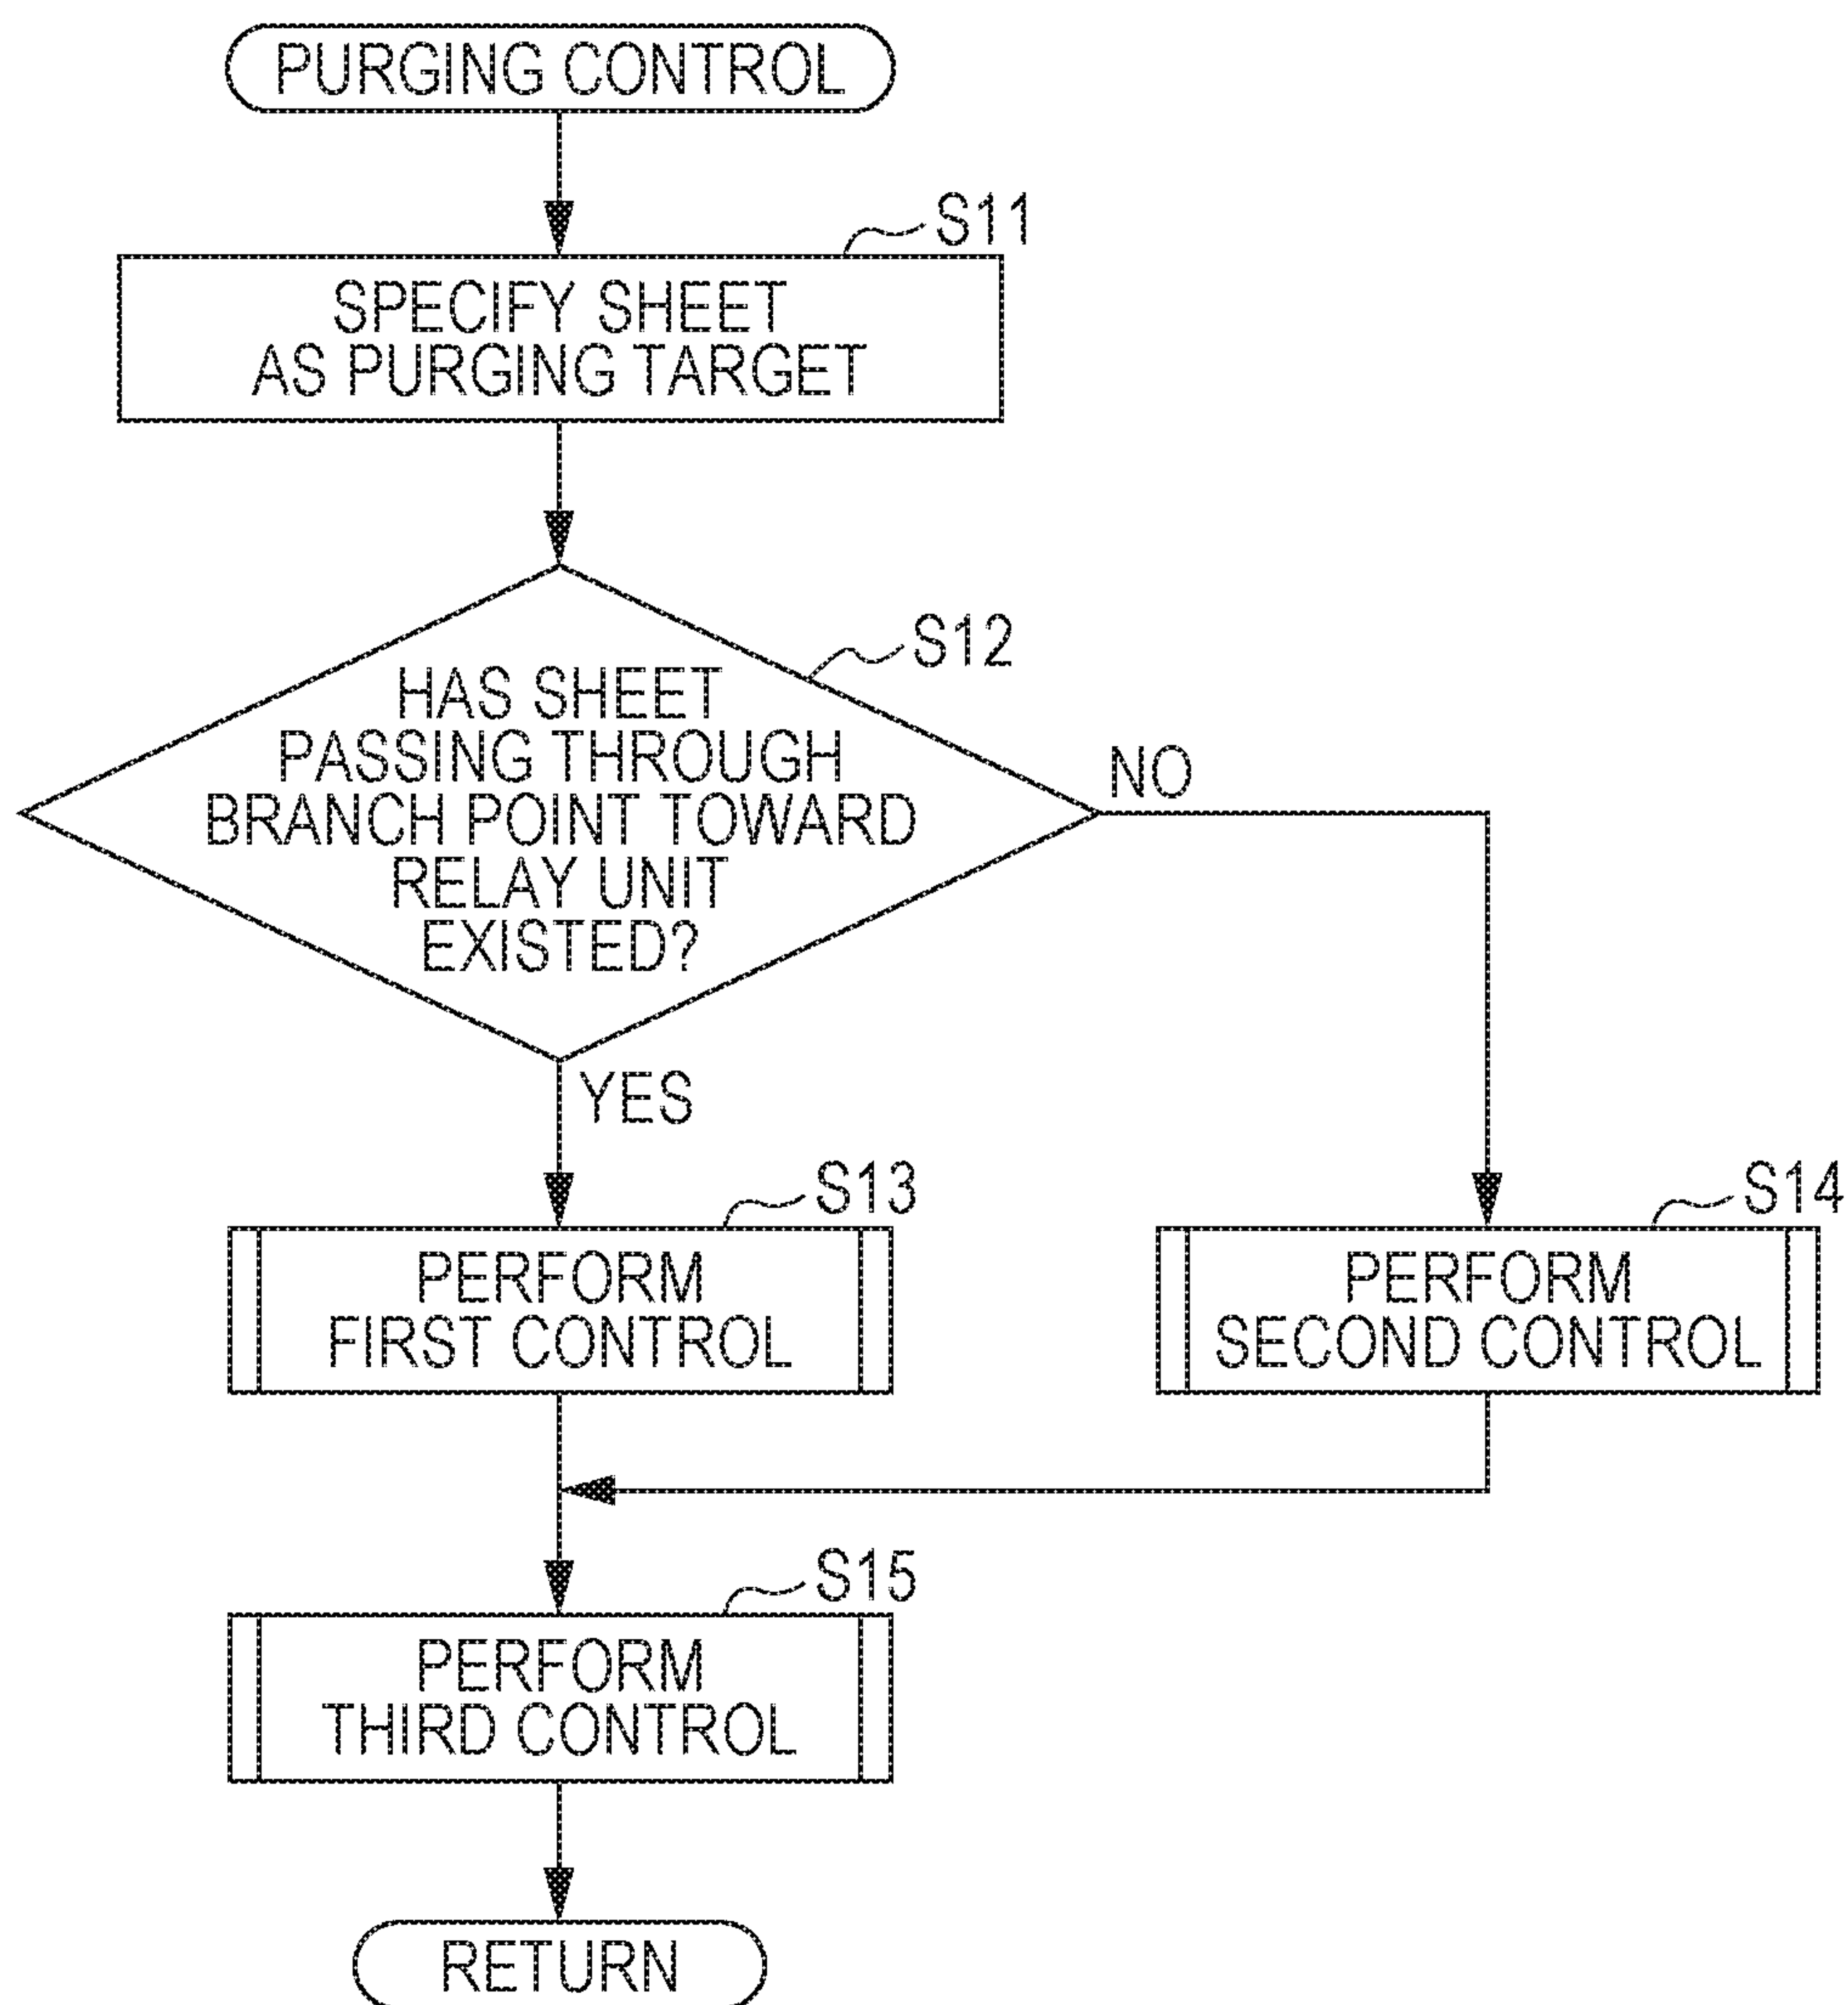 PURGING CONTROL
S11
SPECIFY SHEET
AS PURGING TARGET
S12
HAS SHEET
PASSING THROUGH
BRANCH POINT TOWARD
RELAY UNIT
EXISTED?
NO
YES
S13
PERFORM
FIRST CONTROL
S14
PERFORM
SECOND CONTROL
S15
PERFORM
THIRD CONTROL
RETURN